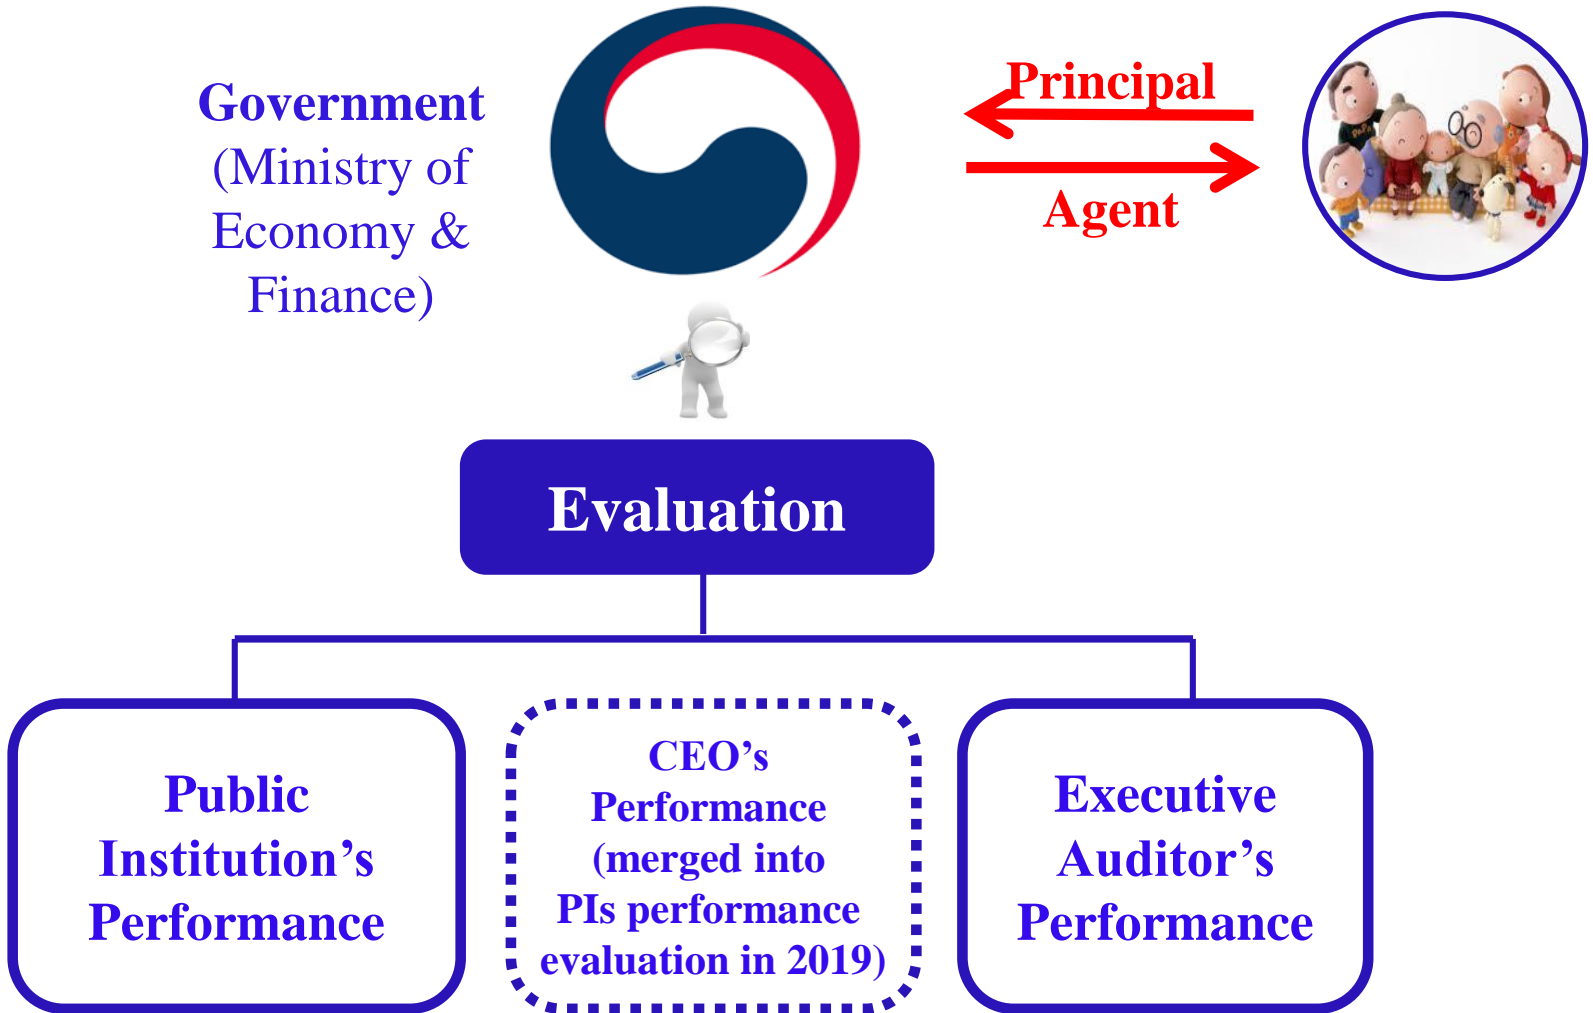 Government
(Ministry of
Economy &
Finance)
Principal
Agent
PaPa
Evaluation
Public
Institution’s
Performance
CEO’s
Performance
(merged into
PIs performance
evaluation in 2019)
Executive
Auditor’s
Performance